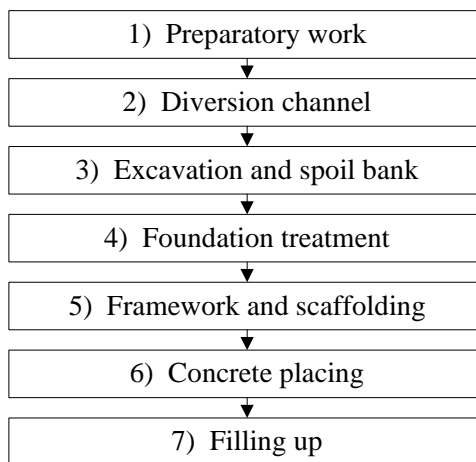 1) Preparatory work
2) Diversion channel
3) Excavation and spoil bank
4) Foundation treatment
5) Framework and scaffolding
6) Concrete placing
7) Filling up